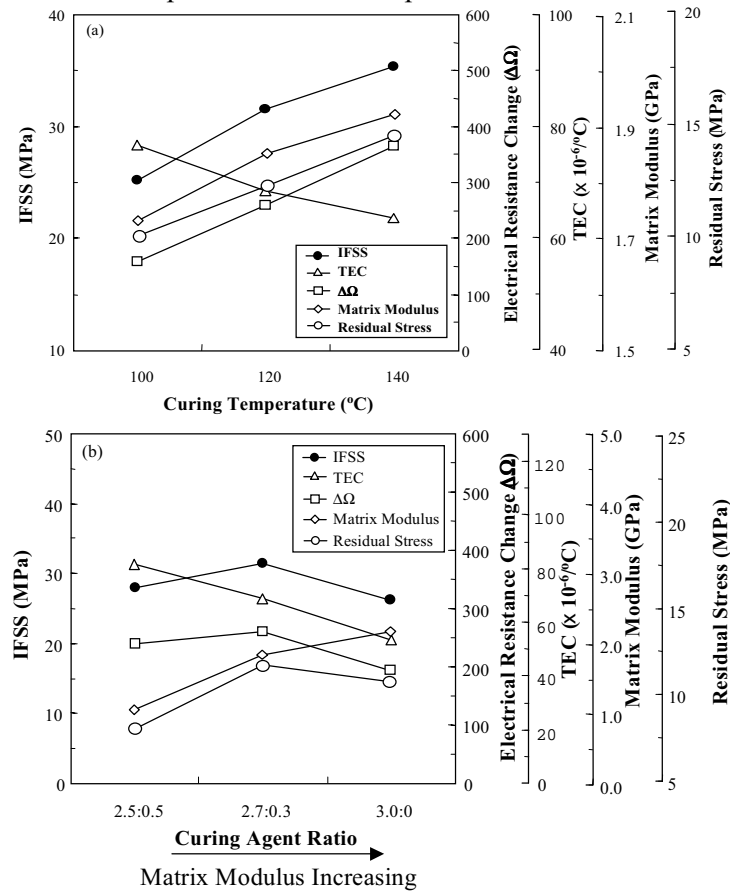 (a)
40
30
20
10
IFSS (MPa)
600
500
400
300
200
100
0
Electrical Resistance Change (ΔΩ)
100
80
60
40
TEC (x 10⁻⁶/ºC)
2.1
1.9
1.7
1.5
Matrix Modulus (GPa)
20
15
10
5
Residual Stress (MPa)
IFSS
TEC
ΔΩ
Matrix Modulus
Residual Stress
100 120 140
Curing Temperature (ºC)
(b)
50
40
30
20
10
0
IFSS (MPa)
600
500
400
300
200
100
0
Electrical Resistance Change (ΔΩ)
120
100
80
60
40
20
0
TEC (x 10⁻⁶/ºC)
5.0
4.0
3.0
2.0
1.0
0.0
Matrix Modulus (GPa)
25
20
15
10
5
Residual Stress (MPa)
IFSS
TEC
ΔΩ
Matrix Modulus
Residual Stress
2.5:0.5 2.7:0.3 3.0:0
Curing Agent Ratio
Matrix Modulus Increasing